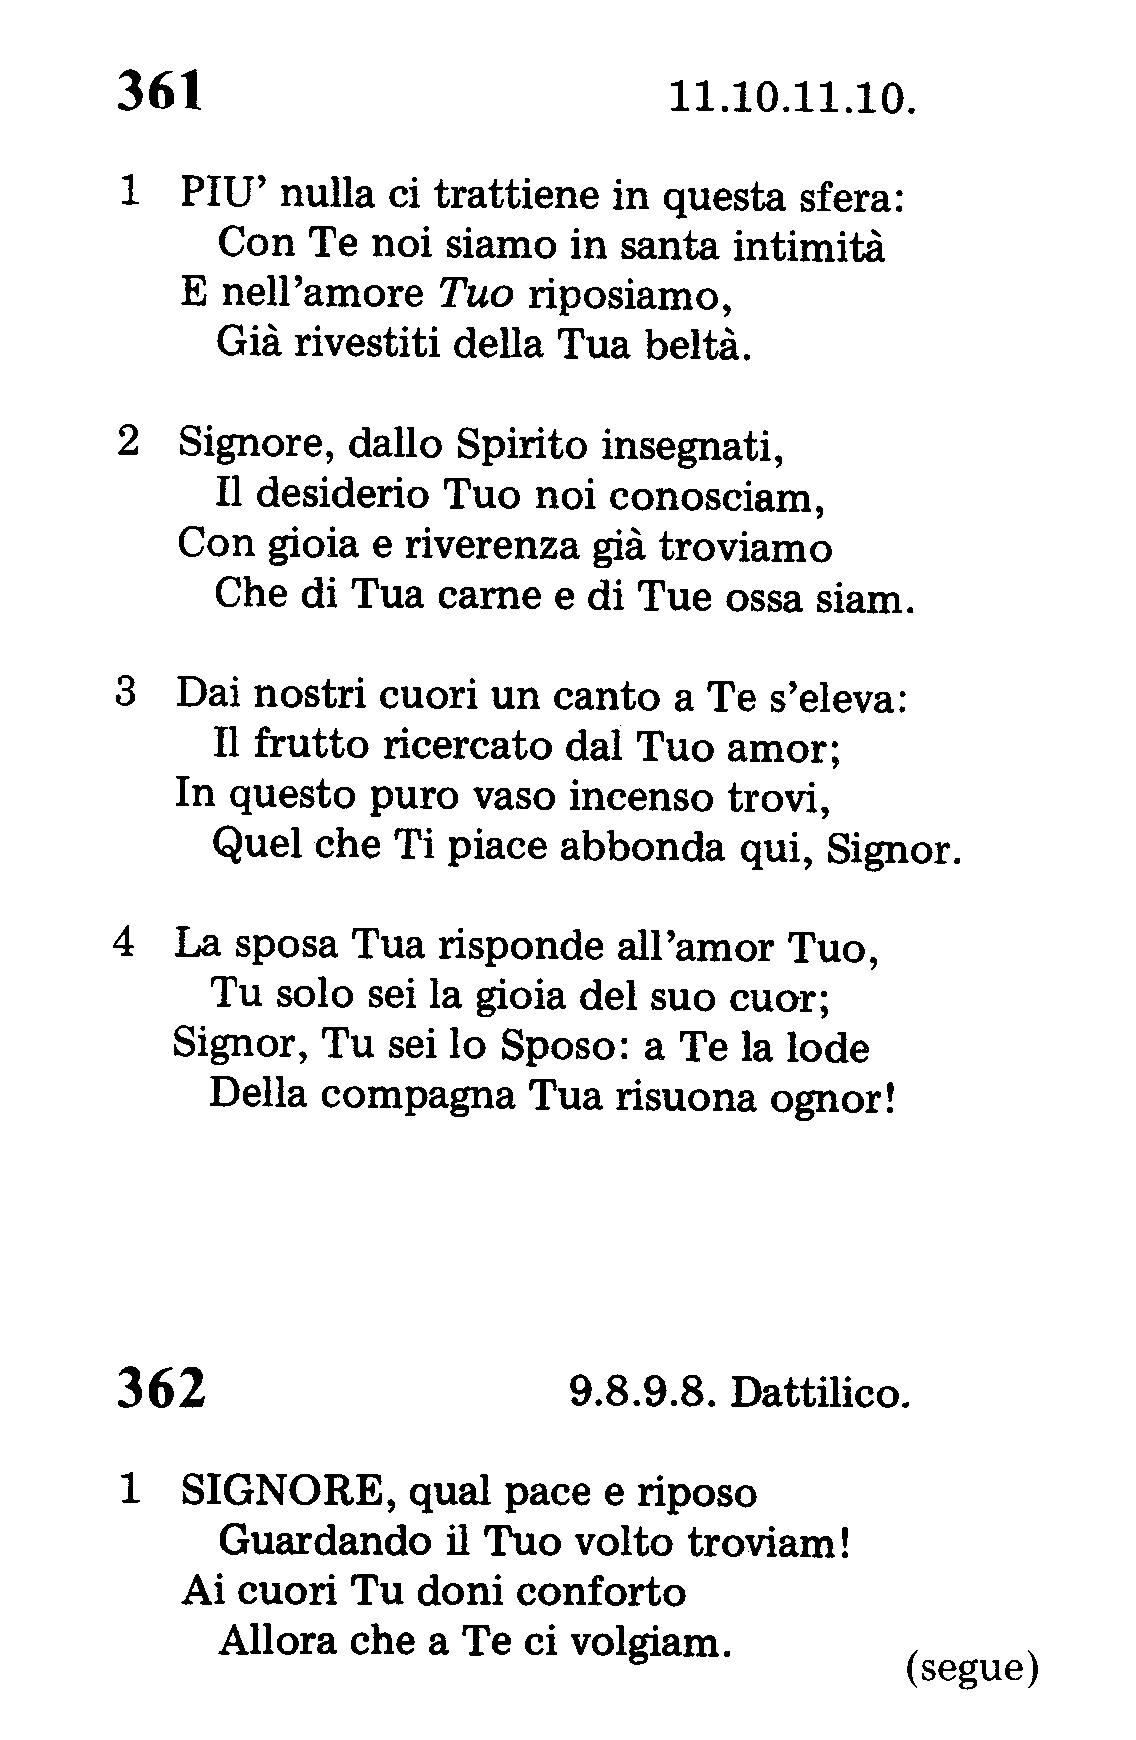 361 11.10.11.10.
1 PIU' nulla ci trattiene in questa sfera:
Con Te noi siamo in santa intimità
E nell'amore Tuo riposiamo,
Già rivestiti della Tua beltà.
2 Signore, dallo Spirito insegnati,
Il desiderio Tuo noi conosciam,
Con gioia e riverenza già troviamo
Che di Tua carne e di Tue ossa siam.
3 Dai nostri cuori un canto a Te s'eleva:
Il frutto ricercato dal Tuo amor;
In questo puro vaso incenso trovi,
Quel che Ti piace abbonda qui, Signor.
4 La sposa Tua risponde all'amor Tuo,
Tu solo sei la gioia del suo cuor;
Signor, Tu sei lo Sposo: a Te la lode
Della compagna Tua risuona ognor!
362 9.8.9.8. Dattilico.
1 SIGNORE, qual pace e riposo
Guardando il Tuo volto troviam!
Ai cuori Tu doni conforto
Allora che a Te ci volgiam.
(segue)